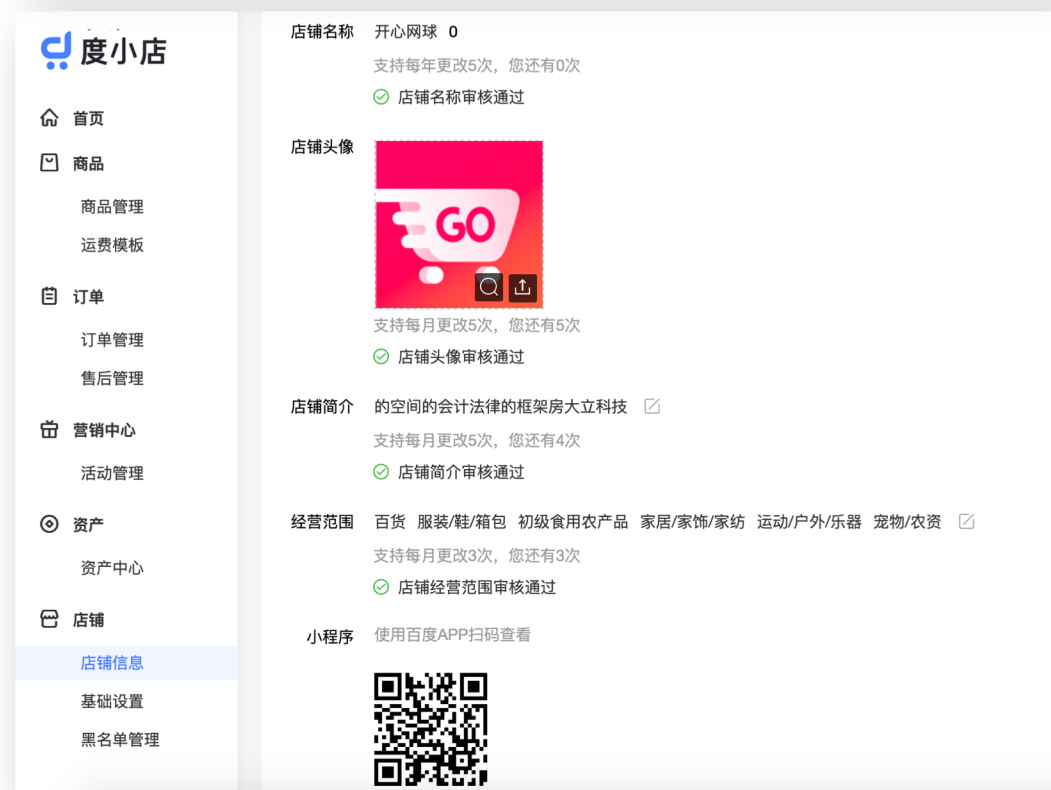 度小店
首页
商品
商品管理
运费模板
订单
订单管理
售后管理
营销中心
活动管理
资产
资产中心
店铺
店铺信息
基础设置
黑名单管理
店铺名称 开心网球 0
支持每年更改5次，您还有0次
店铺名称审核通过
店铺头像
GO
支持每月更改5次，您还有5次
店铺头像审核通过
店铺简介 的空间的会计法律的框架房大立科技
支持每月更改5次，您还有4次
店铺简介审核通过
经营范围 百货 服装/鞋/箱包 初级食用农产品 家居/家饰/家纺 运动/户外/乐器 宠物/农资
支持每月更改3次，您还有3次
店铺经营范围审核通过
小程序 使用百度APP扫码查看